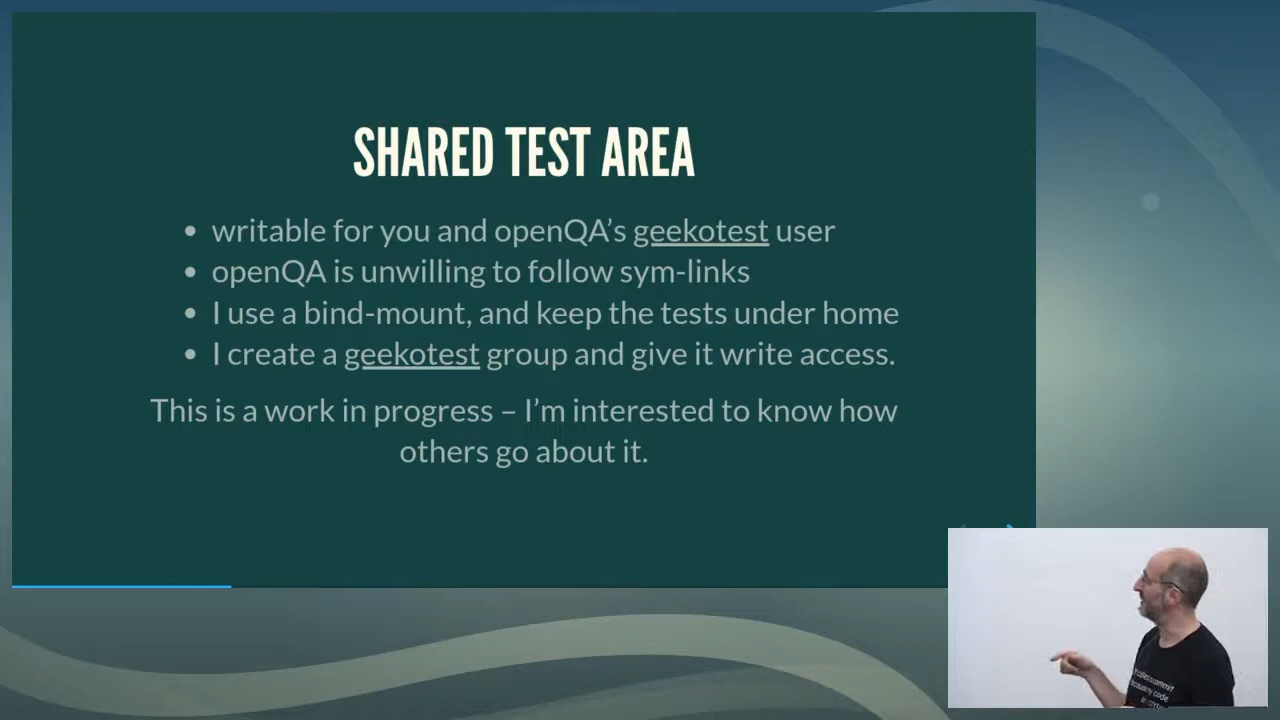 SHARED TEST AREA
• writable for you and openQA’s geekotest user
• openQA is unwilling to follow sym-links
• I use a bind-mount, and keep the tests under home
• I create a geekotest group and give it write access.
This is a work in progress – I’m interested to know how
others go about it.